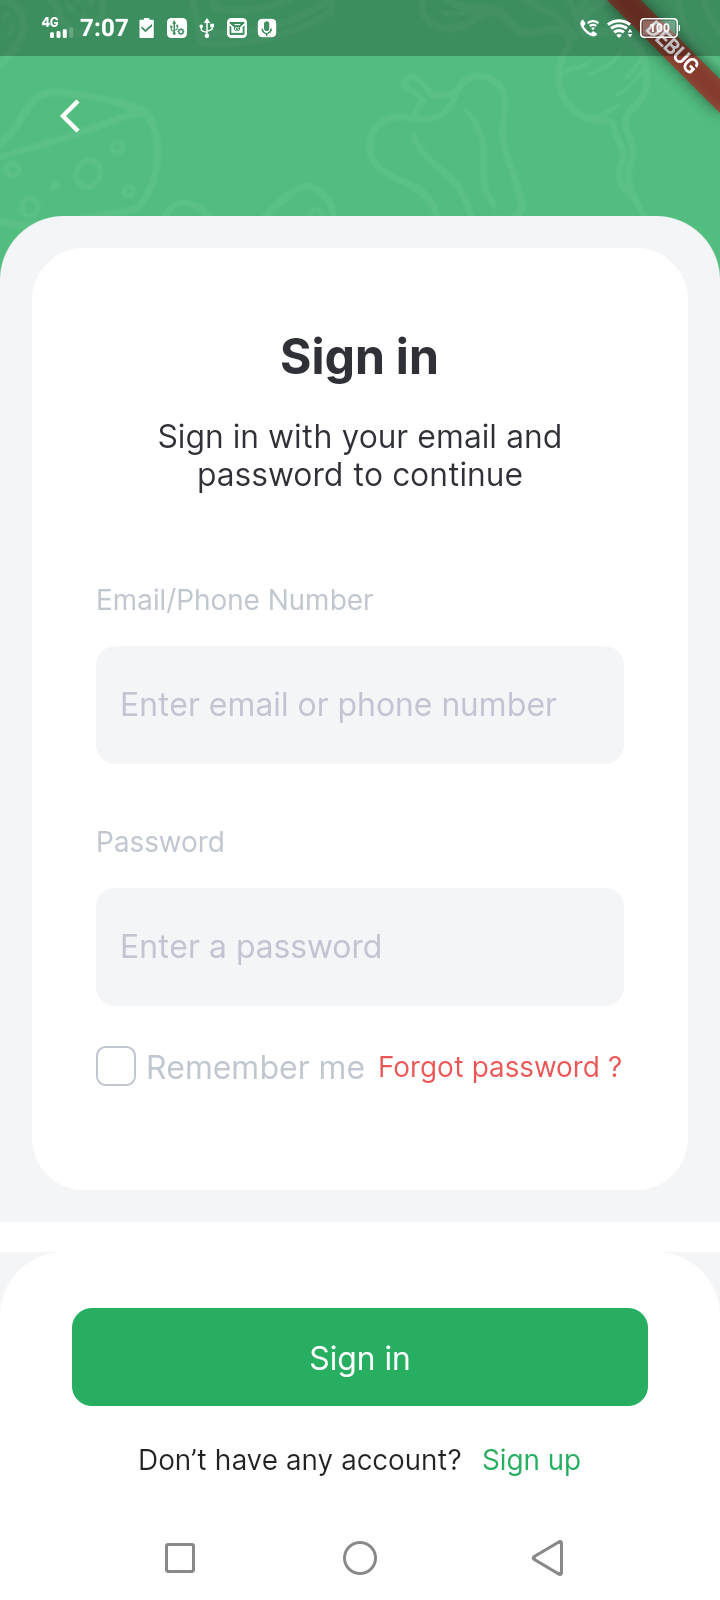 4G 7:07 100
DEBUG
Sign in
Sign in with your email and
password to continue
Email/Phone Number
Enter email or phone number
Password
Enter a password
Remember me Forgot password ?
Sign in
Don’t have any account? Sign up